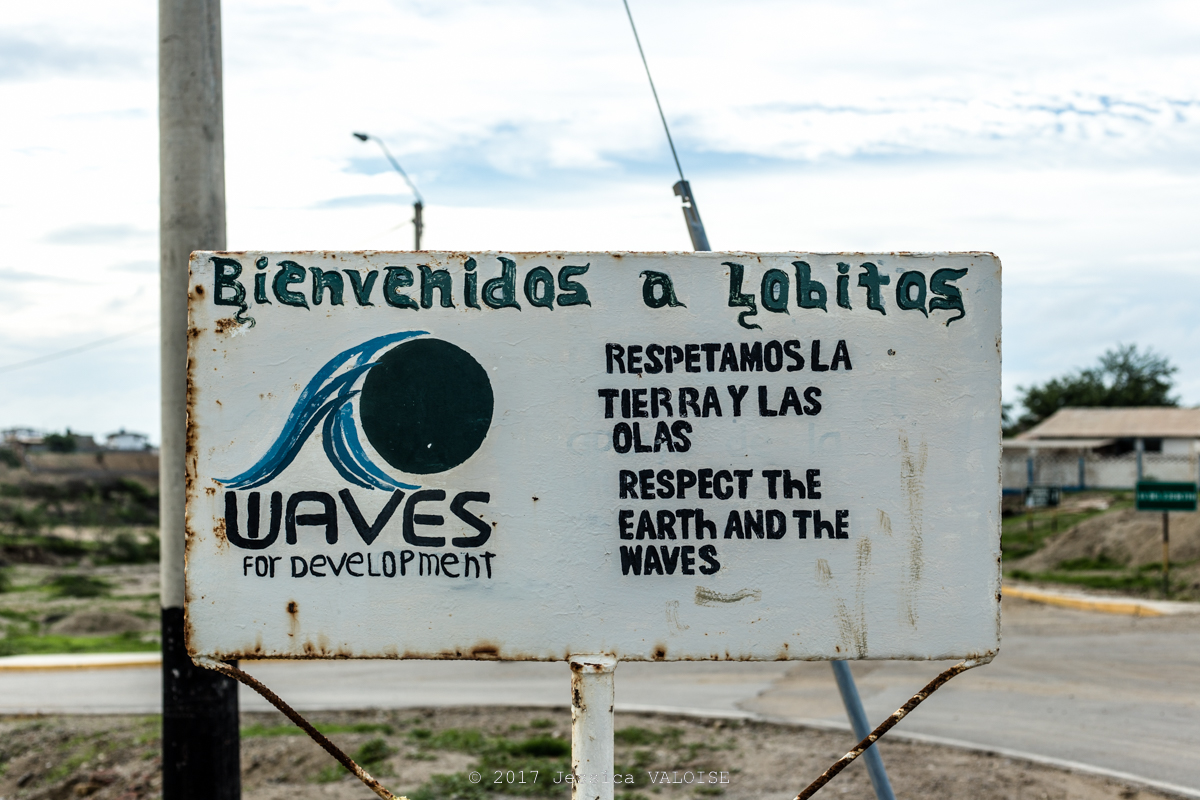 Bienvenidos a Lobitos
RESPETAMOS LA
TIERRA Y LAS
OLAS
RESPECT THE
EARTH AND THE
WAVES
WAVES
FOR DEVELOPMENT
© 2017 Jessica VALOISE